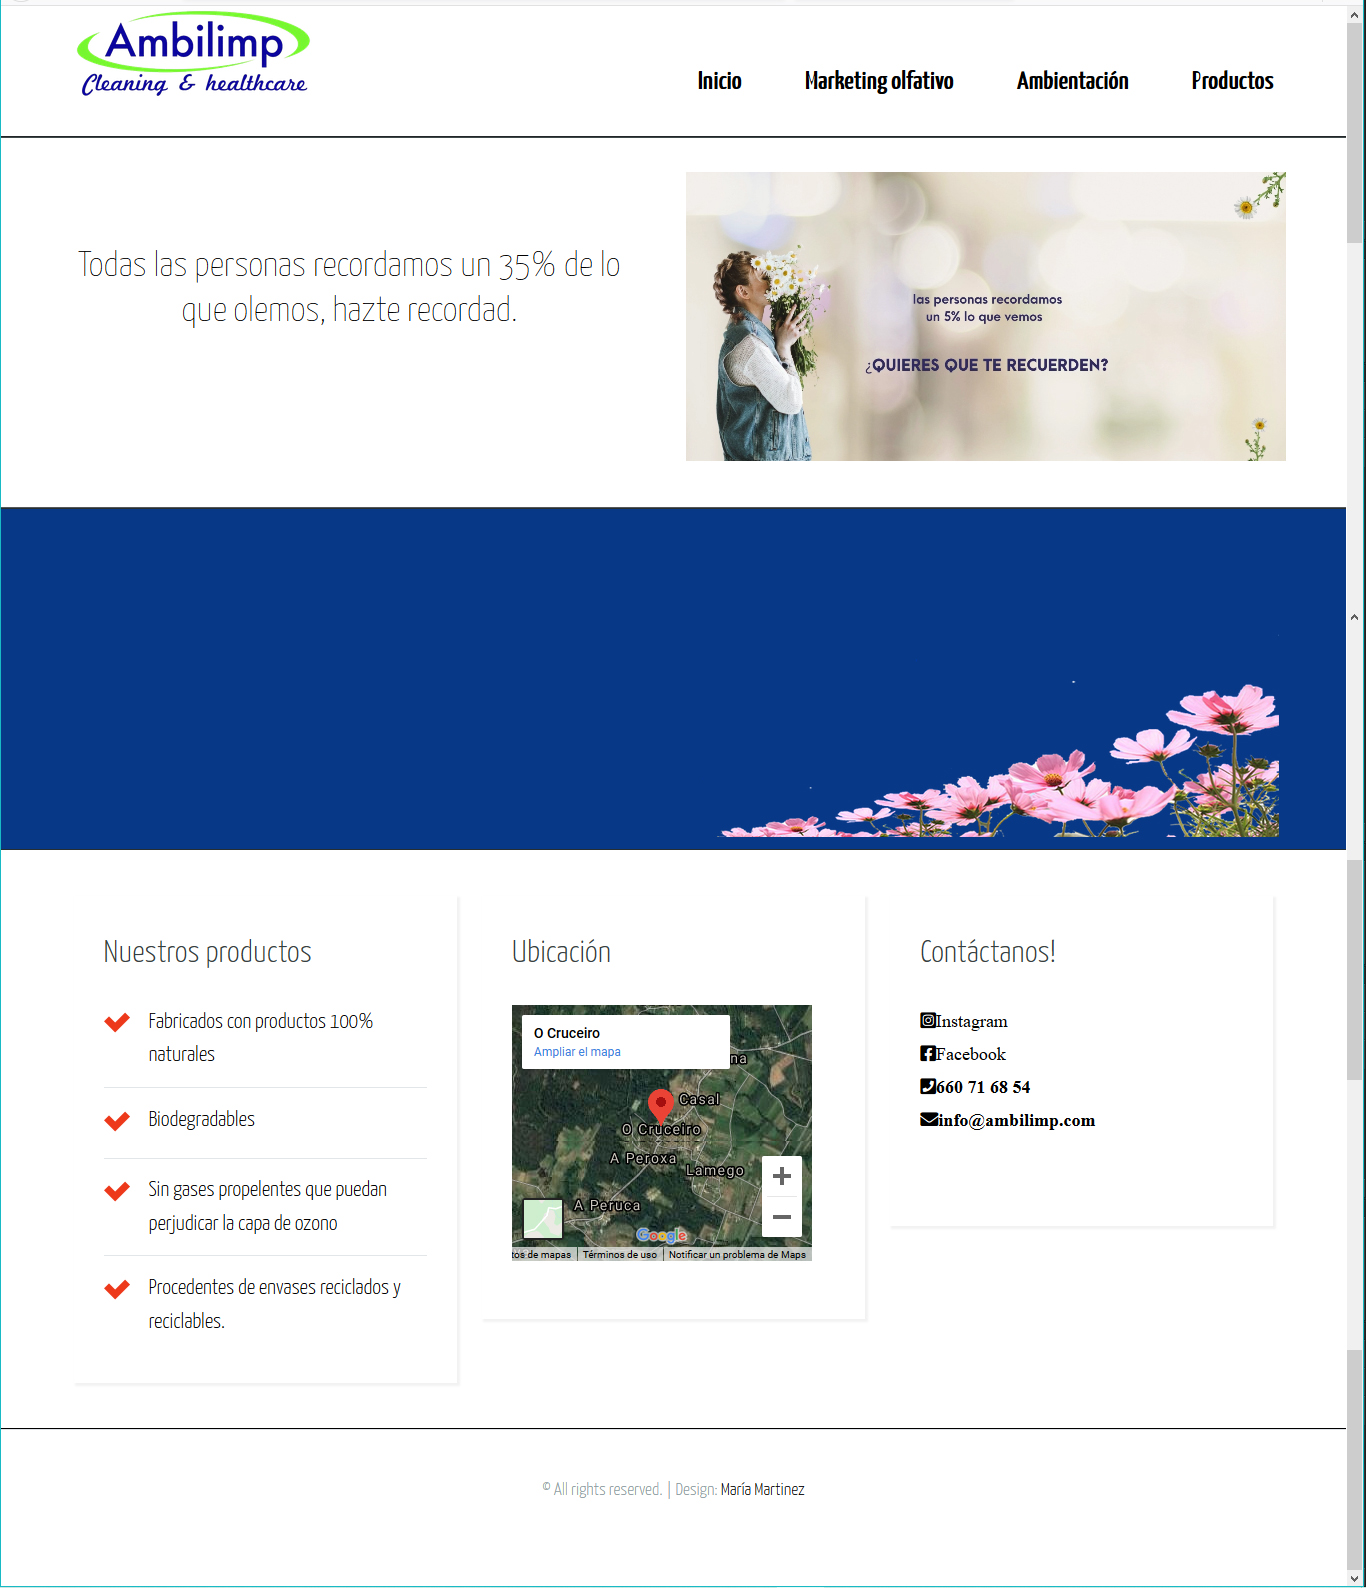 Ambilimp
Cleaning & healthcare
Inicio
Marketing olfativo
Ambientación
Productos
Todas las personas recordamos un 35% de lo
que olemos, hazte recordad.
las personas recordamos
un 5% lo que vemos
¿QUIERES QUE TE RECUERDEN?
Nuestros productos
Fabricados con productos 100%
naturales
Biodegradables
Sin gases propelentes que puedan
perjudicar la capa de ozono
Procedentes de envases reciclados y
reciclables.
Ubicación
O Cruceiro
Ampliar el mapa
na
Casal
O Cruceiro
A Peroxa
Lamego
A Peruca
Google
tos de mapas
Términos de uso
Notificar un problema de Maps
Contáctanos!
Instagram
Facebook
660 71 68 54
info@ambilimp.com
© All rights reserved. | Design: María Martinez